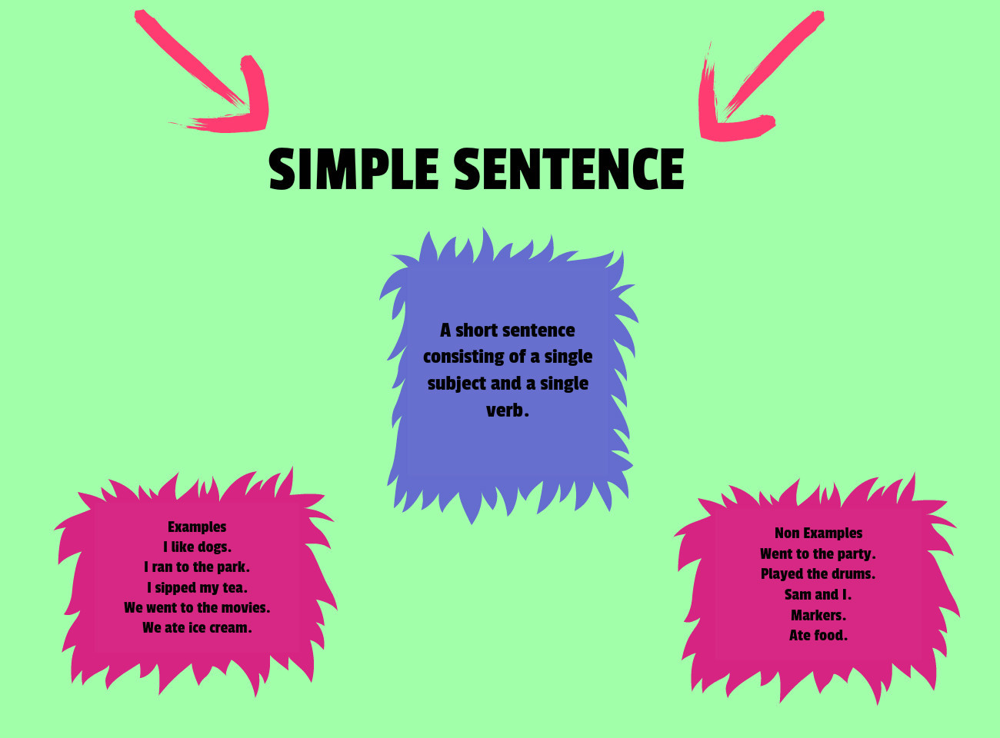 SIMPLE SENTENCE
A short sentence
consisting of a single
subject and a single
verb.
Examples
I like dogs.
I ran to the park.
I sipped my tea.
We went to the movies.
We ate ice cream.
Non Examples
Went to the party.
Played the drums.
Sam and I.
Markers.
Ate food.